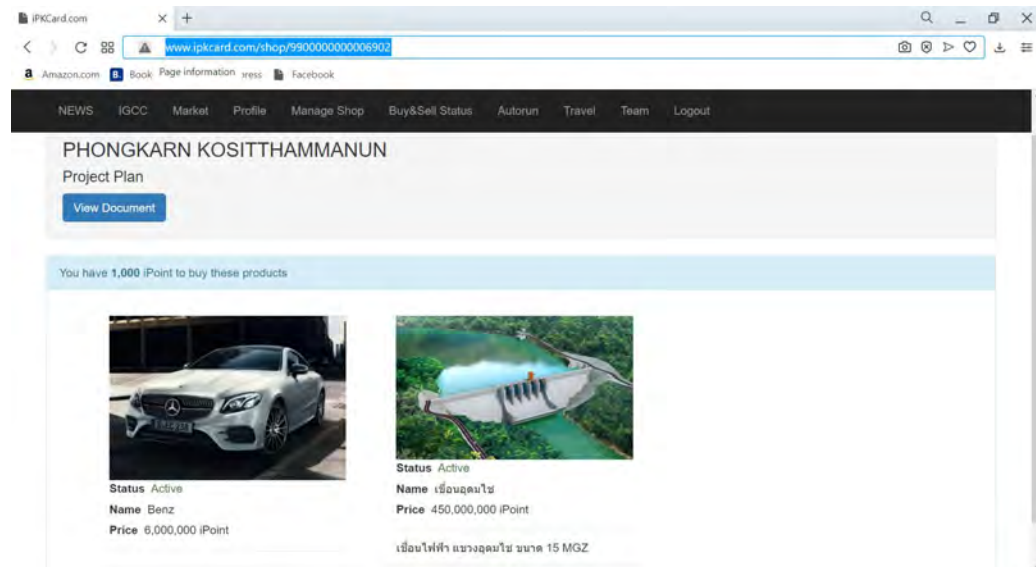 iPKCard.com
www.ipkcard.com/shop/9900000000006902
Amazon.com Book Page information ress Facebook
NEWS IGCC Market Profile Manage Shop Buy&Sell Status Autorun Travel Team Logout
PHONGKARN KOSITTHAMMANUN
Project Plan
View Document
You have 1,000 iPoint to buy these products
Status Active
Name Benz
Price 6,000,000 iPoint
Status Active
Name เขื่อนอุดมไช
Price 450,000,000 iPoint
เขื่อนไฟฟ้า แขวงอุดมไช ขนาด 15 MGZ